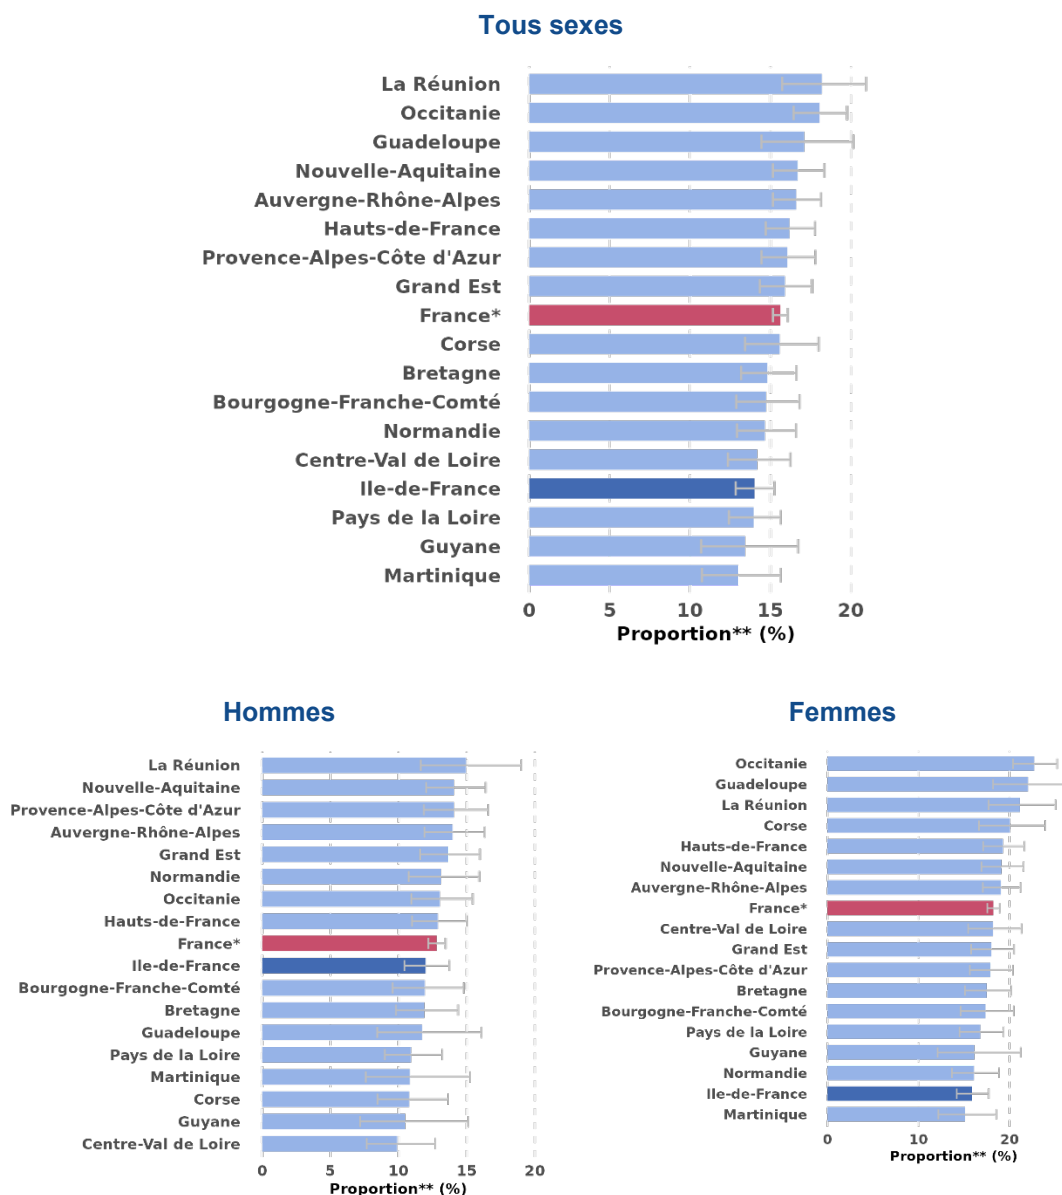 Tous sexes
La Réunion
Occitanie
Guadeloupe
Nouvelle-Aquitaine
Auvergne-Rhône-Alpes
Hauts-de-France
Provence-Alpes-Côte d'Azur
Grand Est
France*
Corse
Bretagne
Bourgogne-Franche-Comté
Normandie
Centre-Val de Loire
Ile-de-France
Pays de la Loire
Guyane
Martinique
0 5 10 15 20
Proportion** (%)
Hommes
La Réunion
Nouvelle-Aquitaine
Provence-Alpes-Côte d'Azur
Auvergne-Rhône-Alpes
Grand Est
Normandie
Occitanie
Hauts-de-France
France*
Ile-de-France
Bourgogne-Franche-Comté
Bretagne
Guadeloupe
Pays de la Loire
Martinique
Corse
Guyane
Centre-Val de Loire
0 5 10 15 20
Proportion** (%)
Femmes
Occitanie
Guadeloupe
La Réunion
Corse
Hauts-de-France
Nouvelle-Aquitaine
Auvergne-Rhône-Alpes
France*
Centre-Val de Loire
Grand Est
Provence-Alpes-Côte d'Azur
Bretagne
Bourgogne-Franche-Comté
Pays de la Loire
Guyane
Normandie
Ile-de-France
Martinique
0 10 20
Proportion** (%)